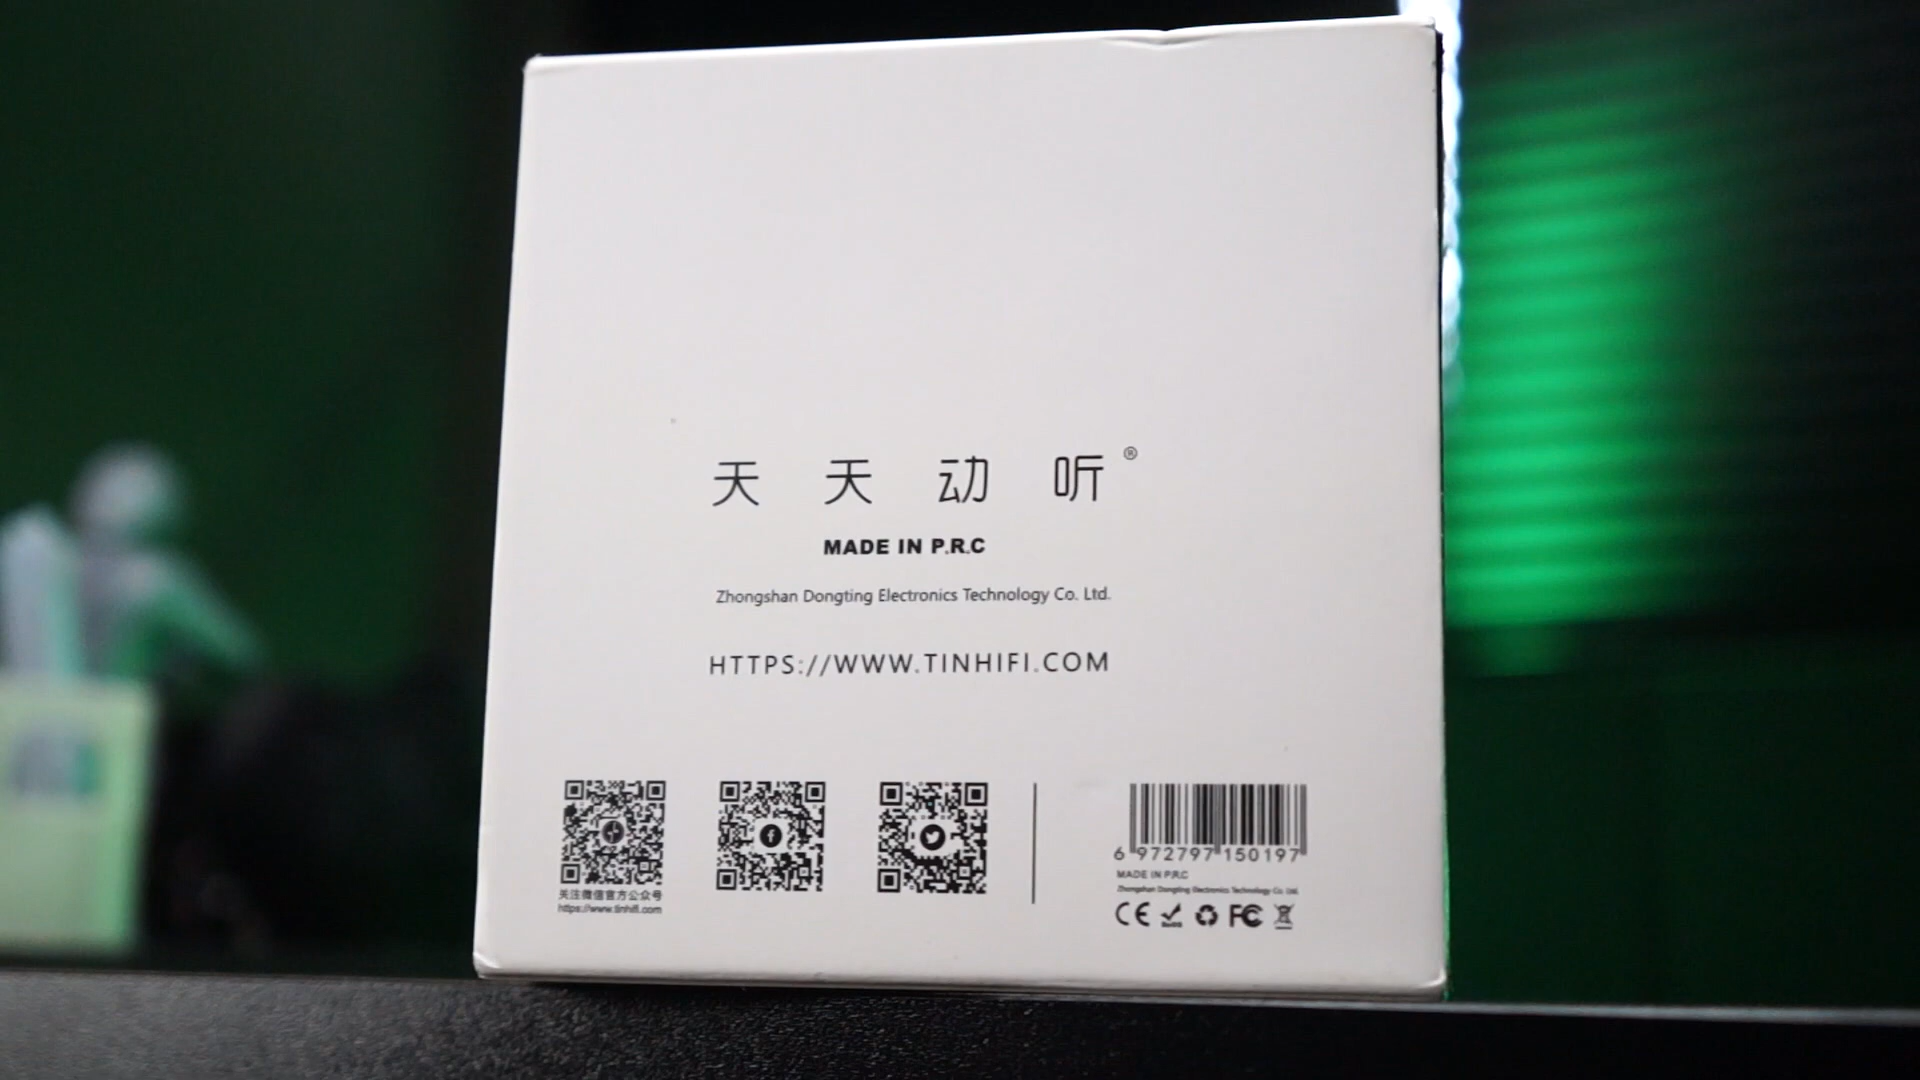 天天动听®
MADE IN P.R.C
Zhongshan Dongting Electronics Technology Co. Ltd.
HTTPS://WWW.TINHIFI.COM
关注微信官方公众号
https://www.tinhifi.com
6 972797 150197
MADE IN P.R.C
Zhongshan Dongting Electronics Technology Co. Ltd.
CE RoHS FC